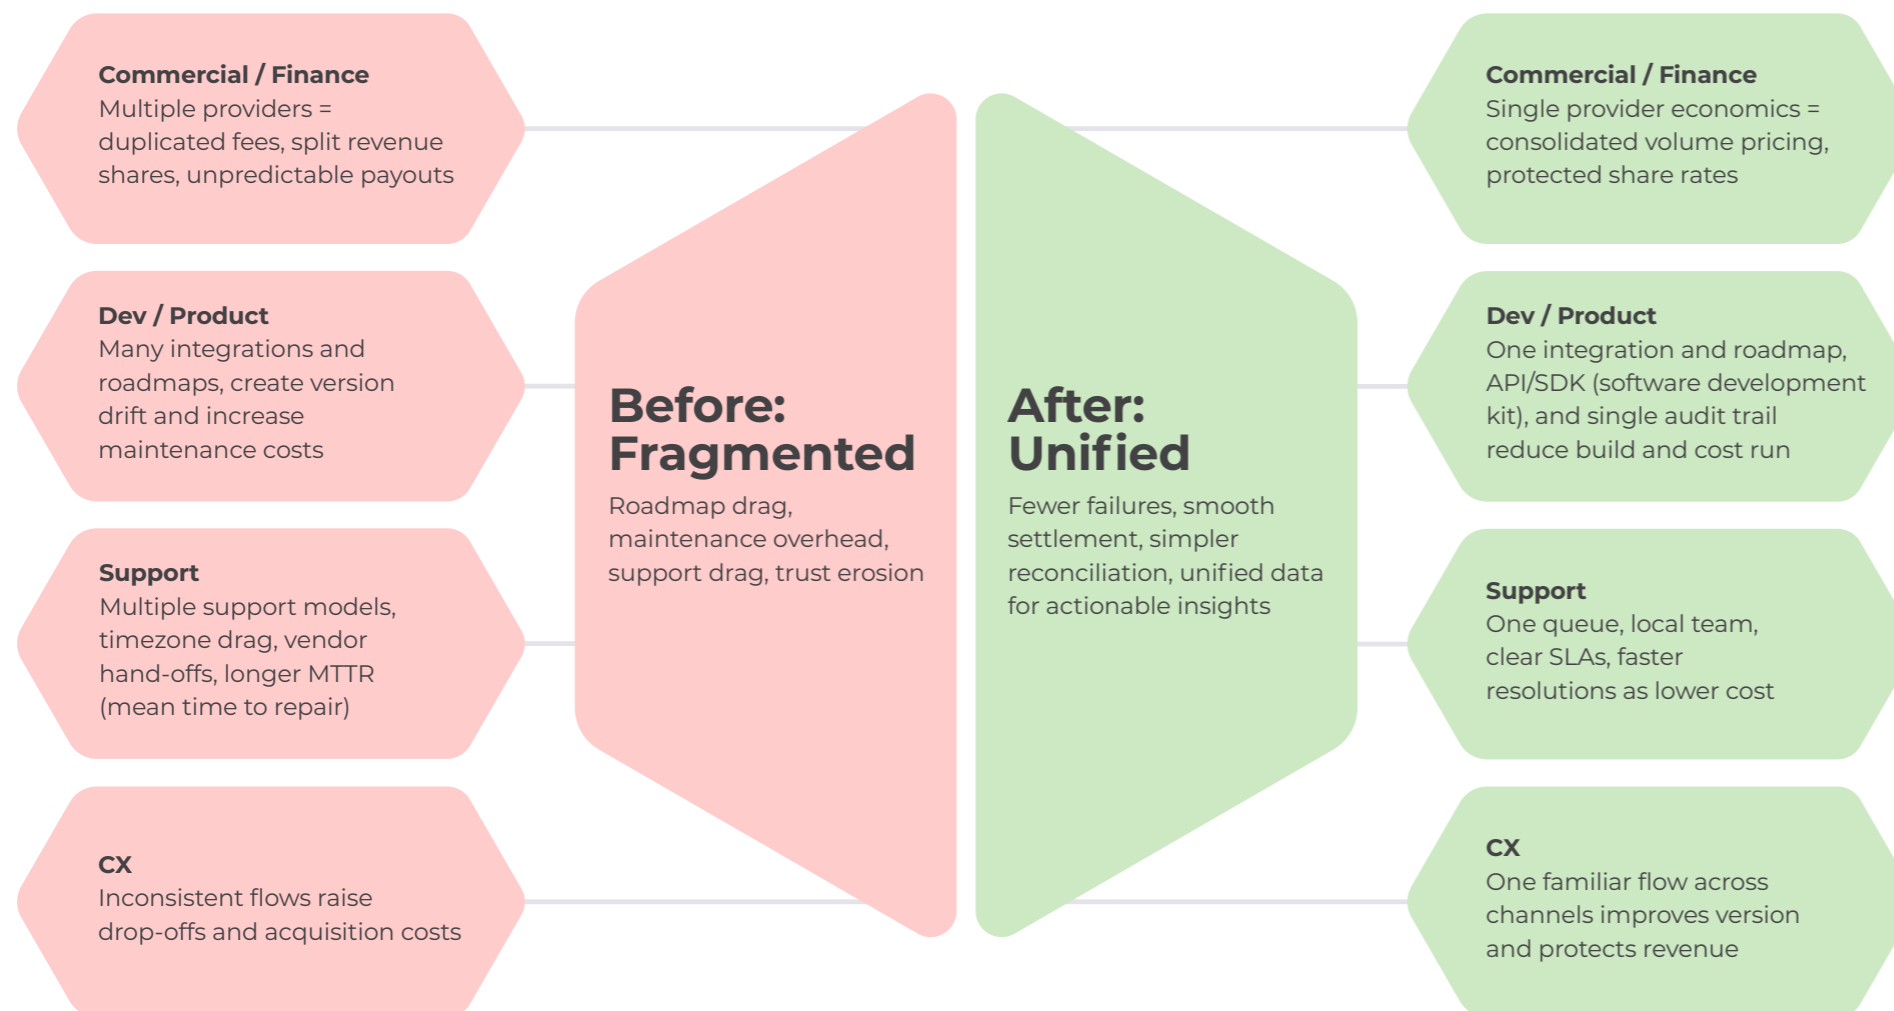 Commercial / Finance
Multiple providers =
duplicated fees, split revenue
shares, unpredictable payouts
Dev / Product
Many integrations and
roadmaps, create version
drift and increase
maintenance costs
Support
Multiple support models,
timezone drag, vendor
hand-offs, longer MTTR
(mean time to repair)
CX
Inconsistent flows raise
drop-offs and acquisition costs
Before:
Fragmented
Roadmap drag,
maintenance overhead,
support drag, trust erosion
After:
Unified
Fewer failures, smooth
settlement, simpler
reconciliation, unified data
for actionable insights
Commercial / Finance
Single provider economics =
consolidated volume pricing,
protected share rates
Dev / Product
One integration and roadmap,
API/SDK (software development
kit), and single audit trail
reduce build and cost run
Support
One queue, local team,
clear SLAs, faster
resolutions as lower cost
CX
One familiar flow across
channels improves version
and protects revenue